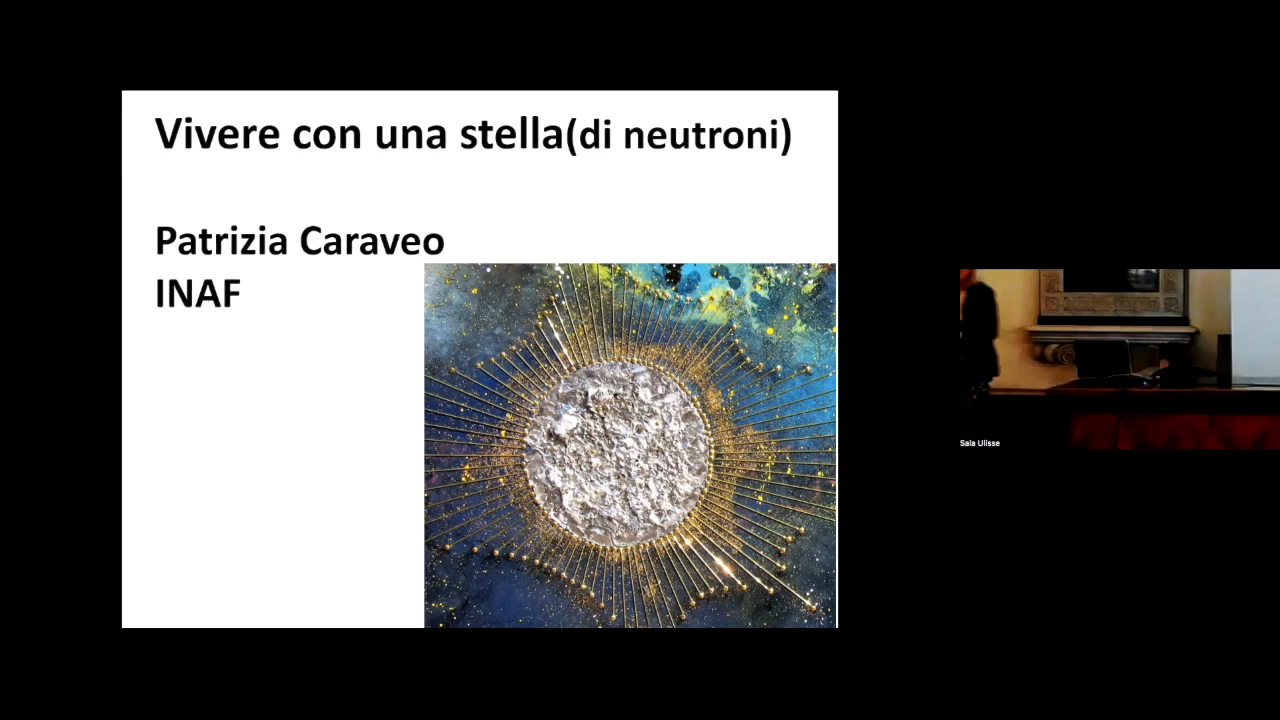 Vivere con una stella(di neutroni)
Patrizia Caraveo
INAF
Sala Ulisse